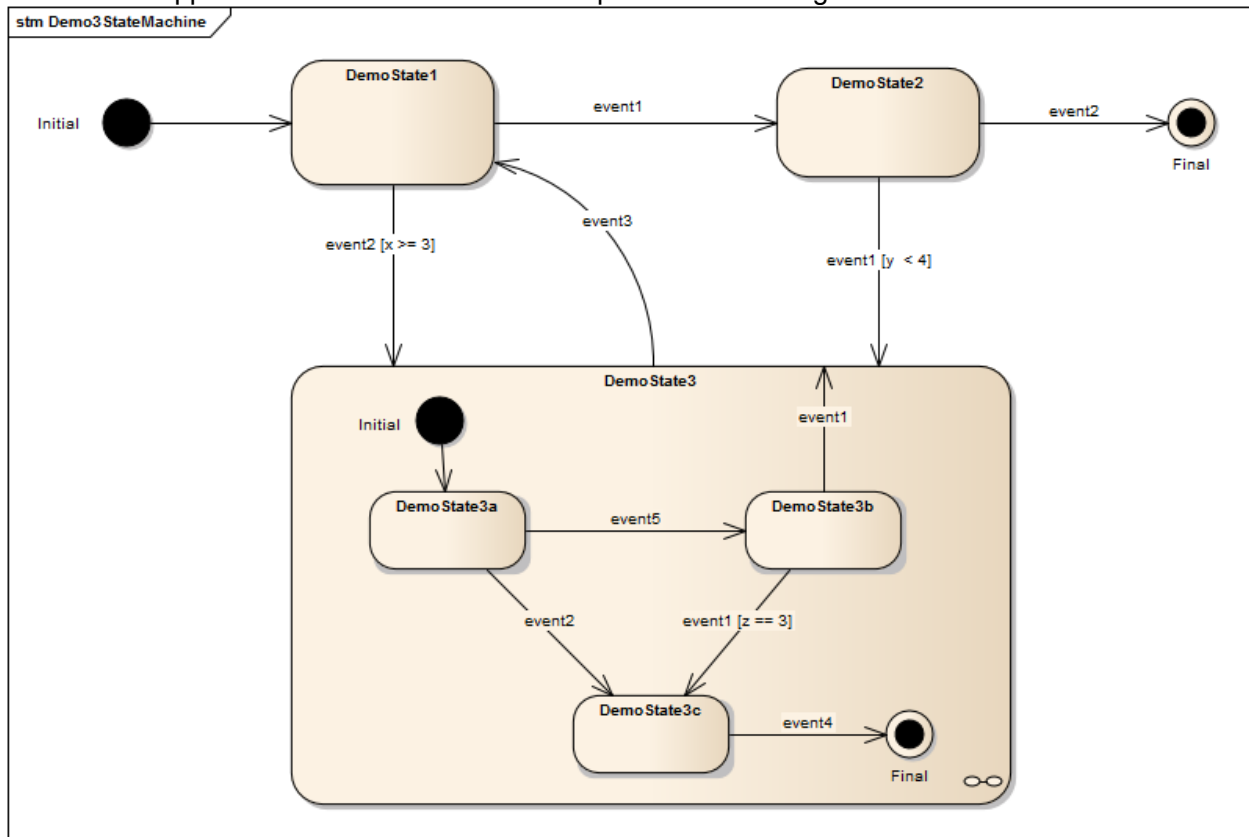 stm Demo3StateMachine
DemoState1
DemoState2
Initial
event1
event2
Final
event3
event2 [x >= 3]
event1 [y < 4]
DemoState3
Initial
event1
DemoState3a
DemoState3b
event5
event2
event1 [z == 3]
DemoState3c
event4
Final